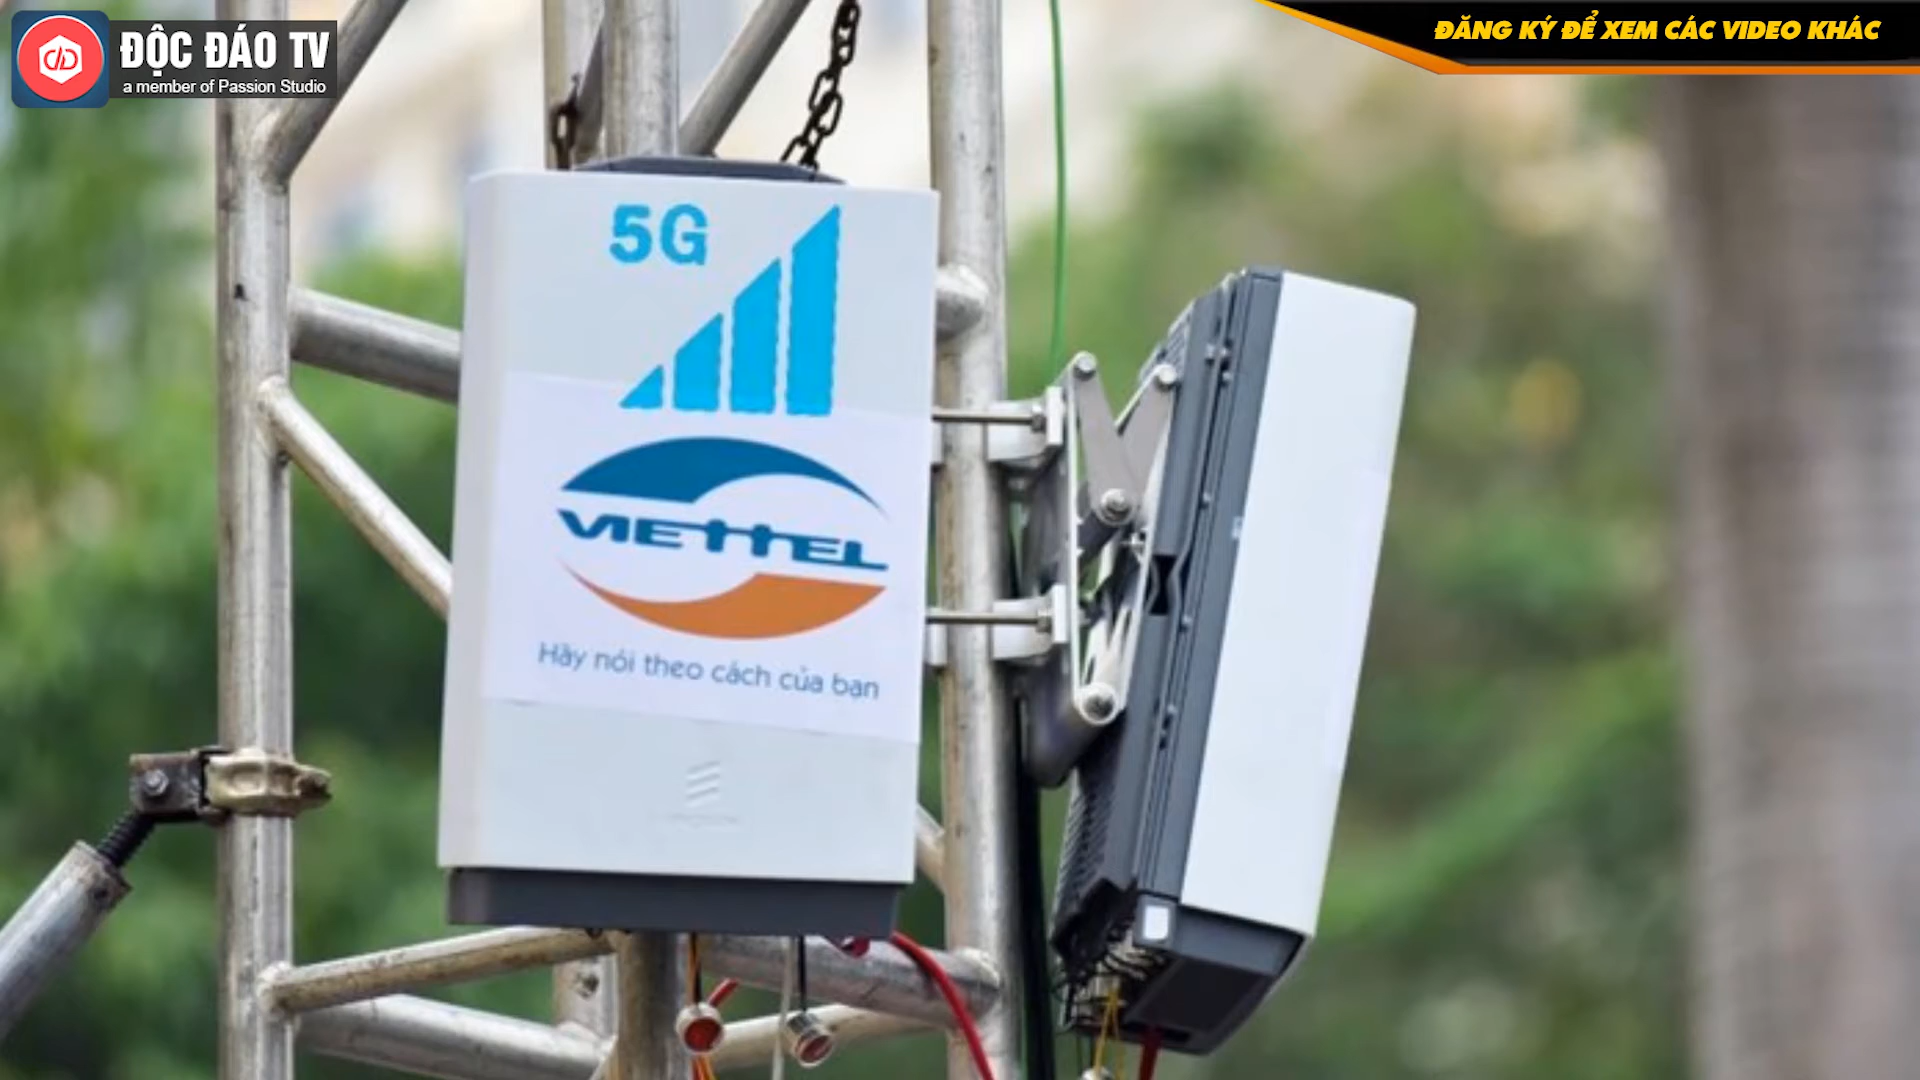 ĐỘC ĐÁO TV
a member of Passion Studio
ĐĂNG KÝ ĐỂ XEM CÁC VIDEO KHÁC
5G
VIETTEL
Hãy nói theo cách của bạn